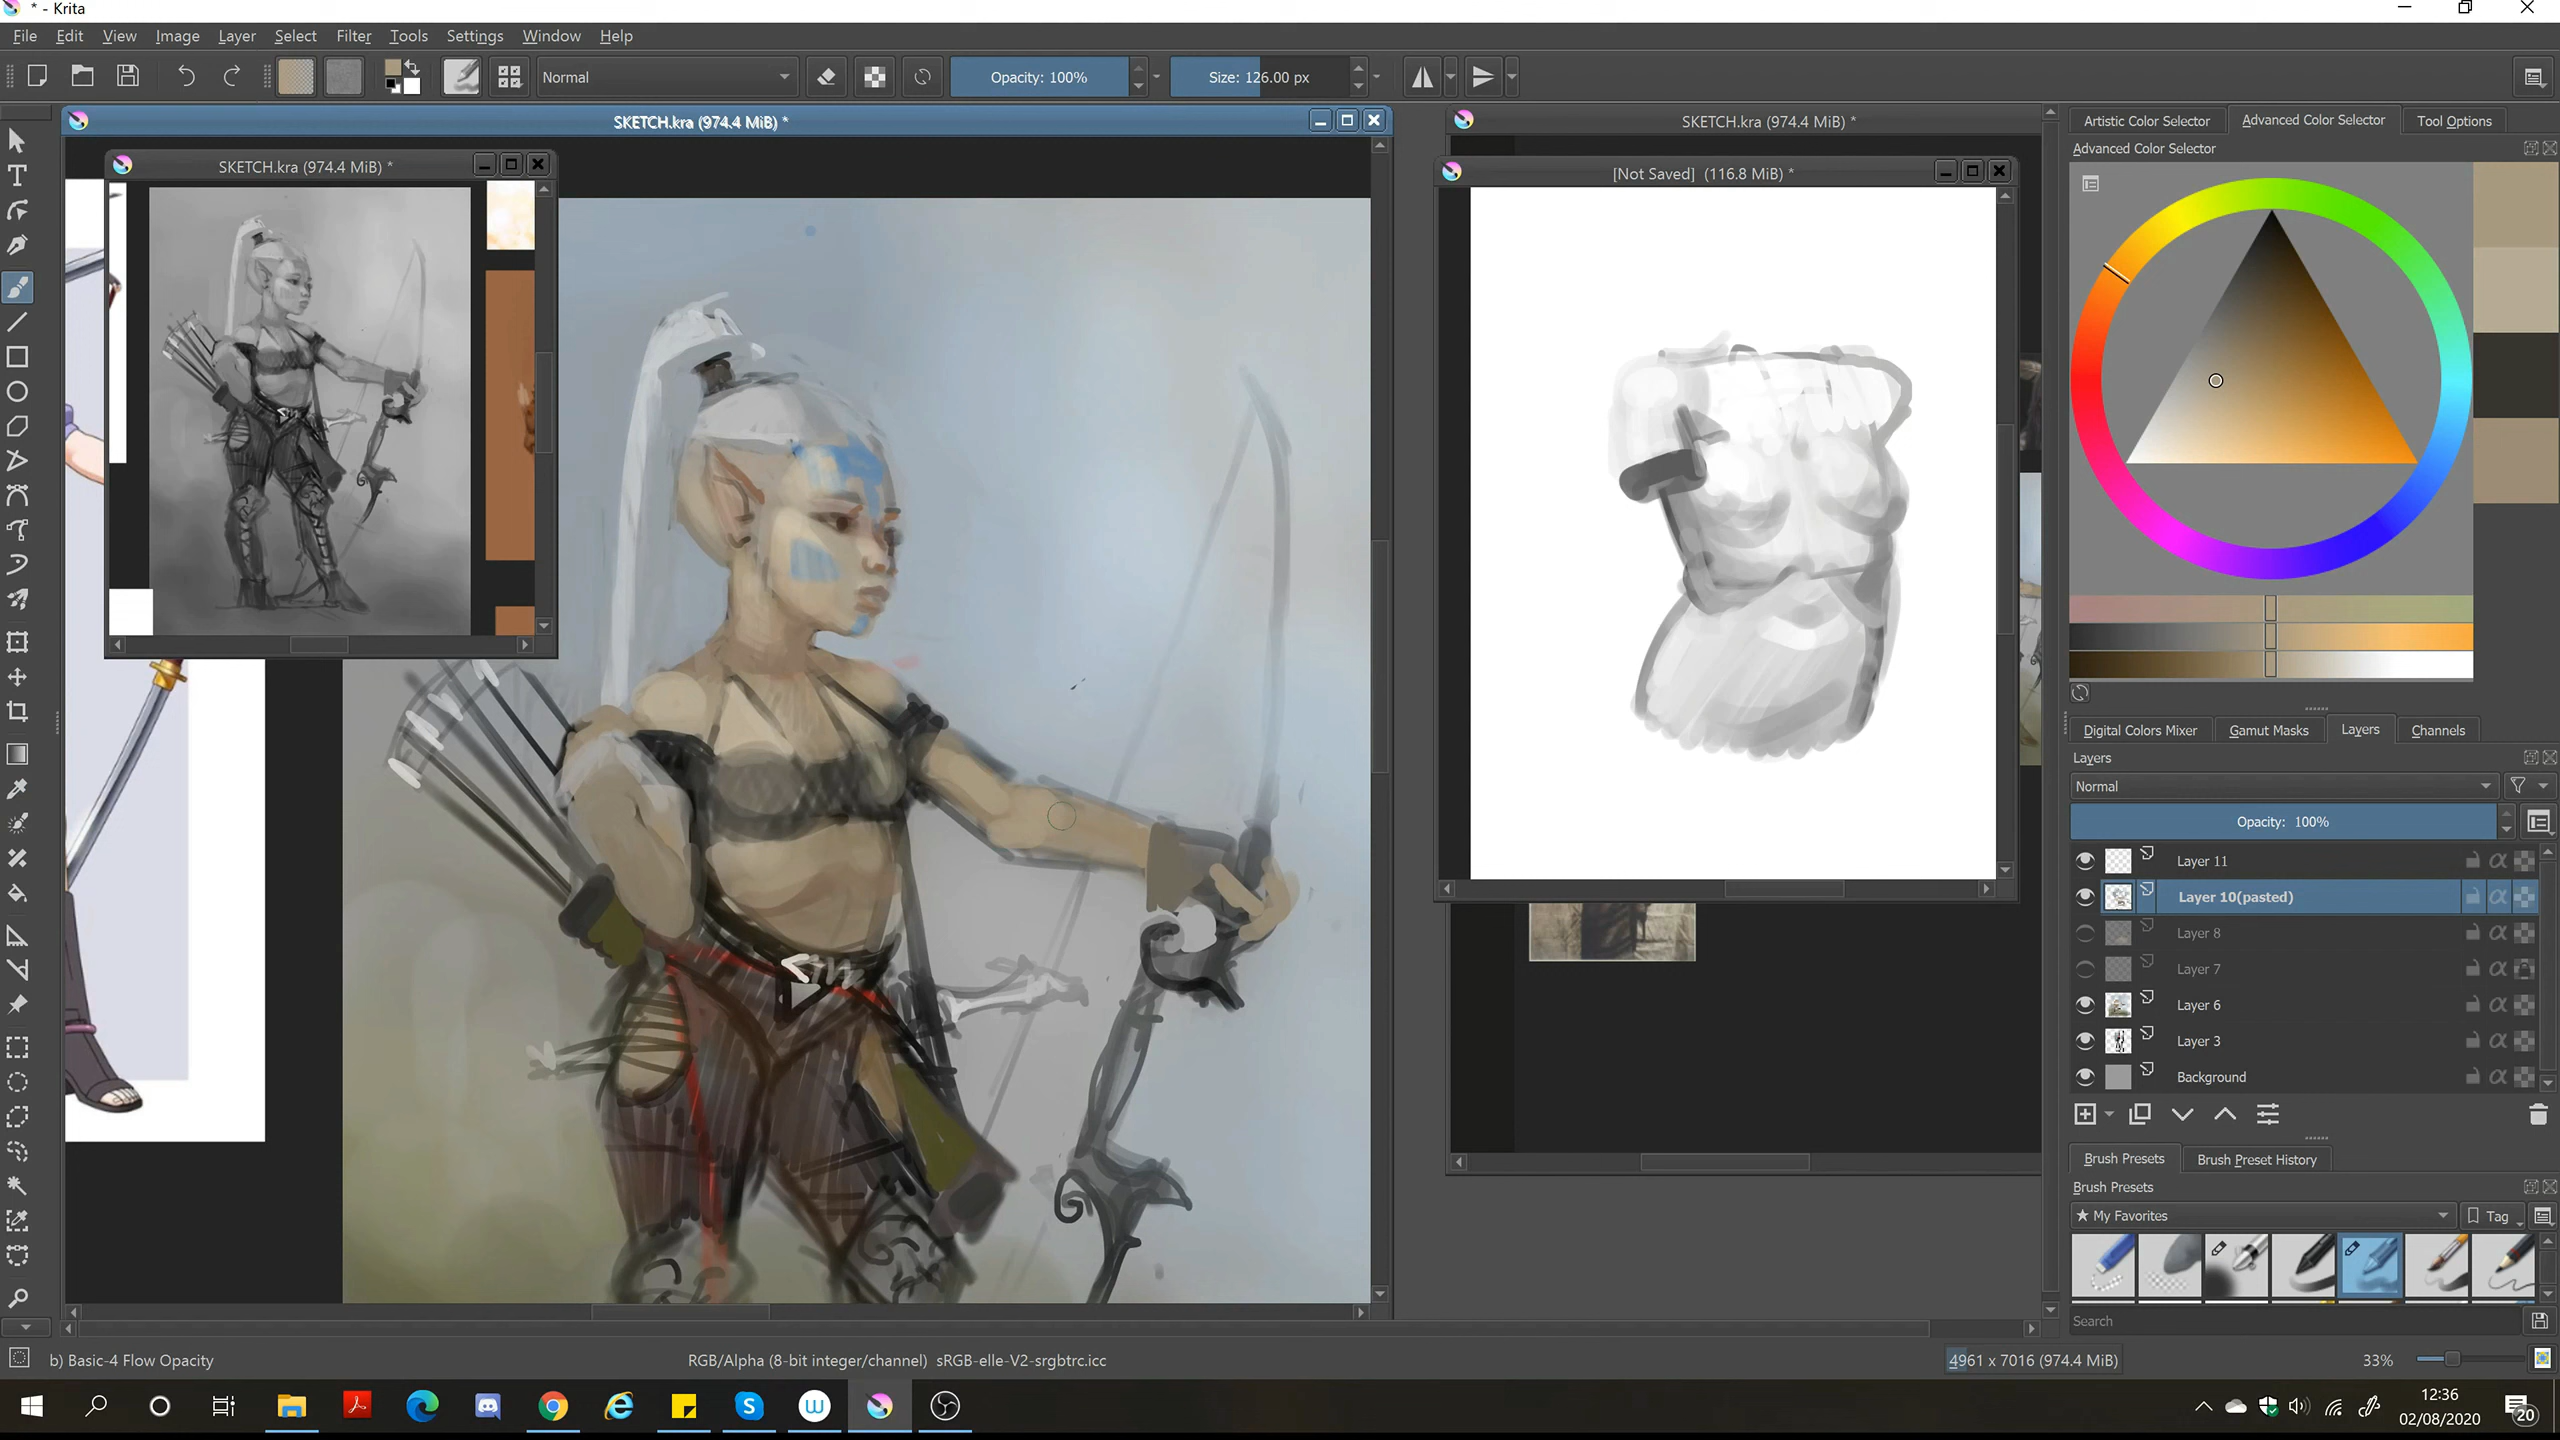 * - Krita
File Edit View Image Layer Select Filter Tools Settings Window Help
Normal
Opacity: 100%
Size: 126.00 px
SKETCH.kra (974.4 MiB) *
SKETCH.kra (974.4 MiB) *
SKETCH.kra (974.4 MiB) *
[Not Saved] (116.8 MiB) *
Artistic Color Selector
Advanced Color Selector
Tool Options
Advanced Color Selector
Digital Colors Mixer
Gamut Masks
Layers
Channels
Layers
Normal
Opacity: 100%
Layer 11
Layer 10(pasted)
Layer 8
Layer 7
Layer 6
Layer 3
Background
Brush Presets
Brush Preset History
Brush Presets
★ My Favorites
Tag
Search
b) Basic-4 Flow Opacity
RGB/Alpha (8-bit integer/channel) sRGB-elle-V2-srgbtrc.icc
4961 x 7016 (974.4 MiB)
33%
12:36
02/08/2020
20